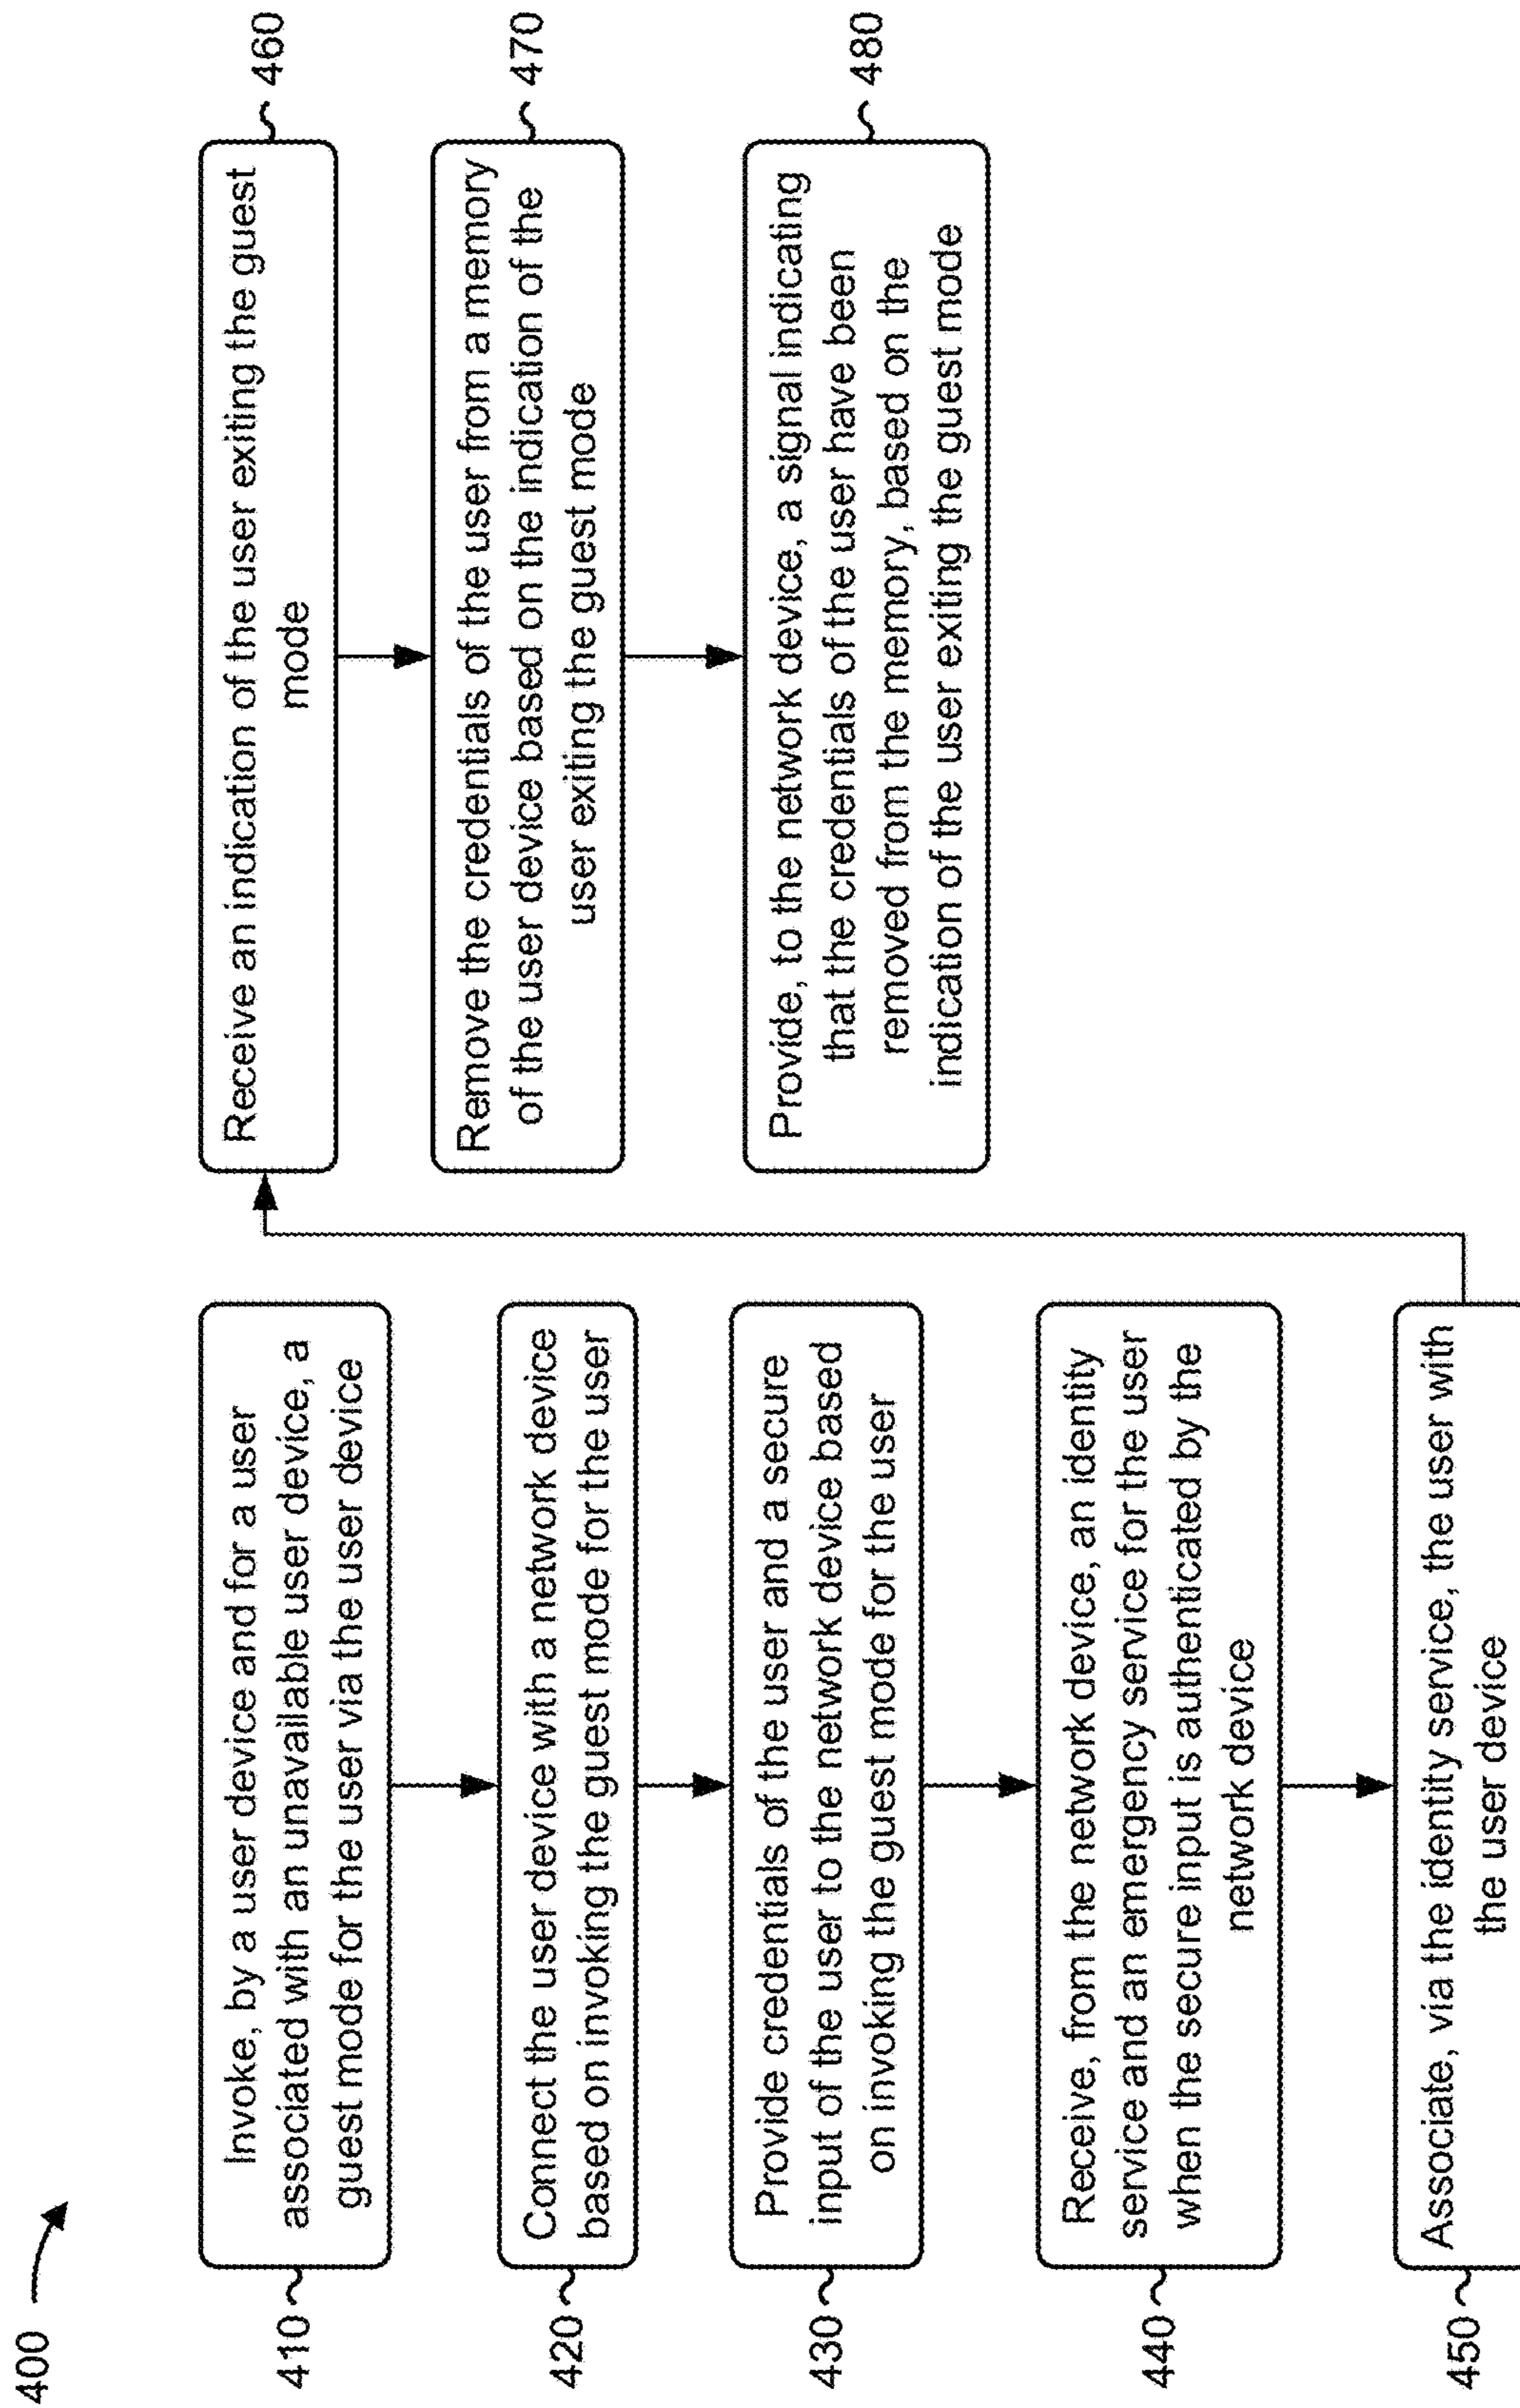 400
410
Invoke, by a user device and for a user
associated with an unavailable user device, a
guest mode for the user via the user device
420
Connect the user device with a network device
based on invoking the guest mode for the user
430
Provide credentials of the user and a secure
input of the user to the network device based
on invoking the guest mode for the user
440
Receive, from the network device, an identity
service and an emergency service for the user
when the secure input is authenticated by the
network device
450
Associate, via the identity service, the user with
the user device
460
Receive an indication of the user exiting the guest
mode
470
Remove the credentials of the user from a memory
of the user device based on the indication of the
user exiting the guest mode
480
Provide, to the network device, a signal indicating
that the credentials of the user have been
removed from the memory, based on the
indication of the user exiting the guest mode